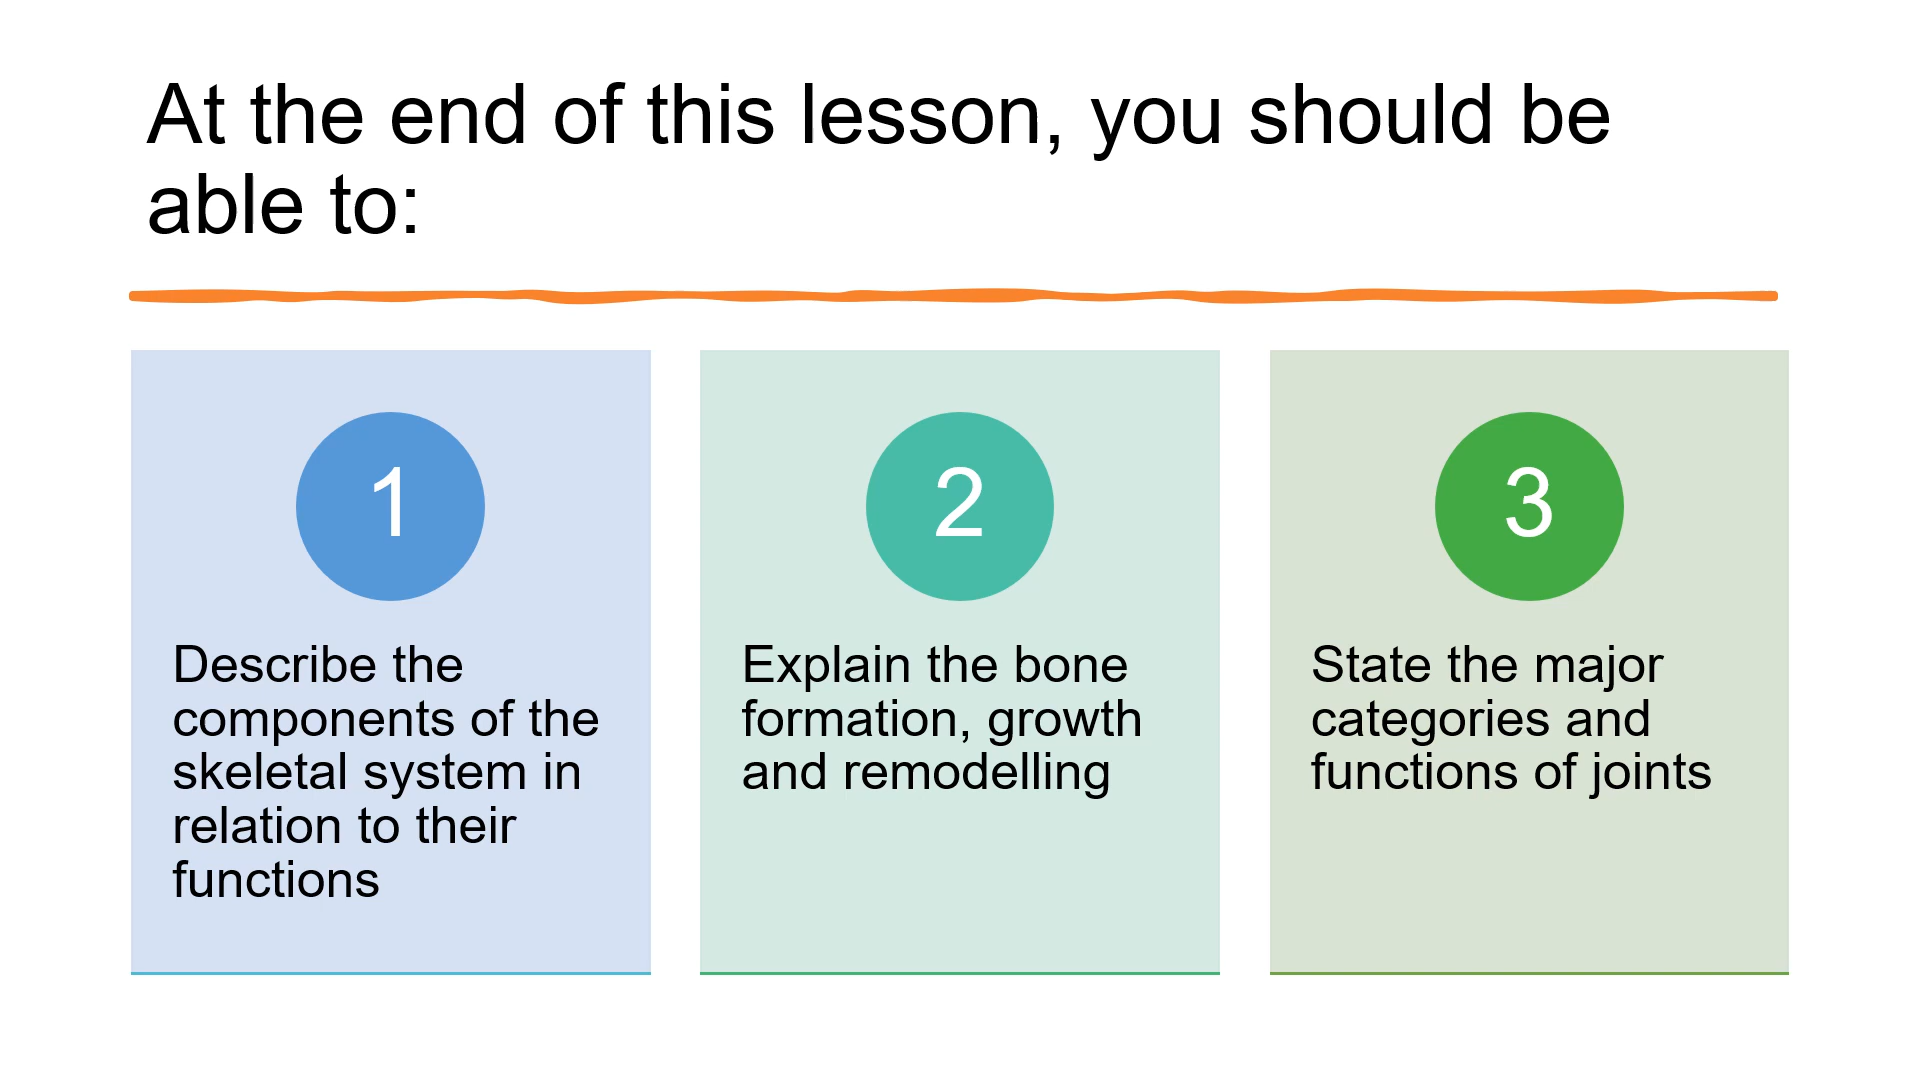 At the end of this lesson, you should be
able to:
1
Describe the
components of the
skeletal system in
relation to their
functions
2
Explain the bone
formation, growth
and remodelling
3
State the major
categories and
functions of joints